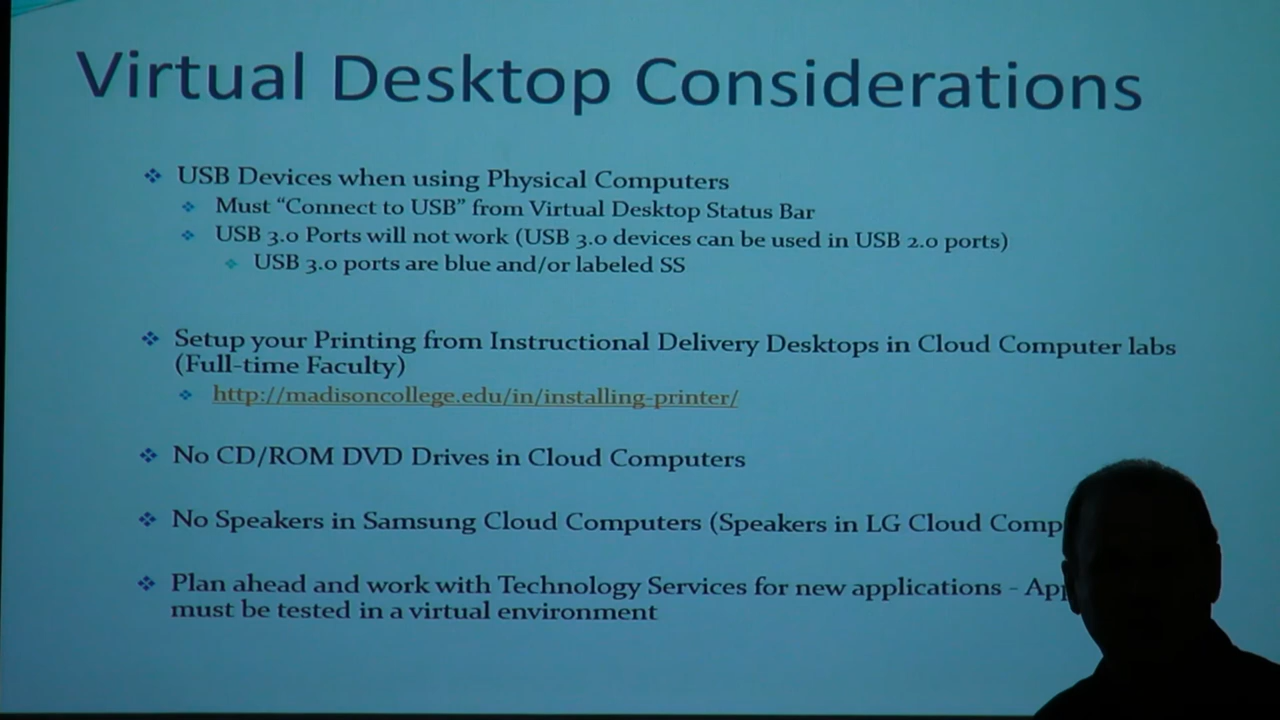 Virtual Desktop Considerations
USB Devices when using Physical Computers
Must “Connect to USB” from Virtual Desktop Status Bar
USB 3.0 Ports will not work (USB 3.0 devices can be used in USB 2.0 ports)
USB 3.0 ports are blue and/or labeled SS
Setup your Printing from Instructional Delivery Desktops in Cloud Computer labs
(Full-time Faculty)
http://madisoncollege.edu/in/installing-printer/
No CD/ROM DVD Drives in Cloud Computers
No Speakers in Samsung Cloud Computers (Speakers in LG Cloud
Plan ahead and work with Technology Services for new applications -
must be tested in a virtual environment